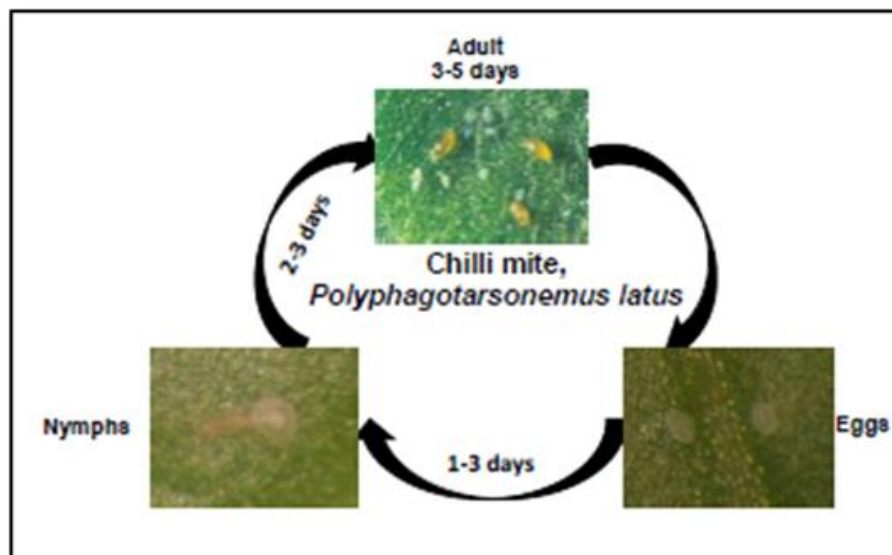 Adult
3-5 days
2-3 days
Chilli mite,
Polyphagotarsonemus latus
Nymphs
Eggs
1-3 days